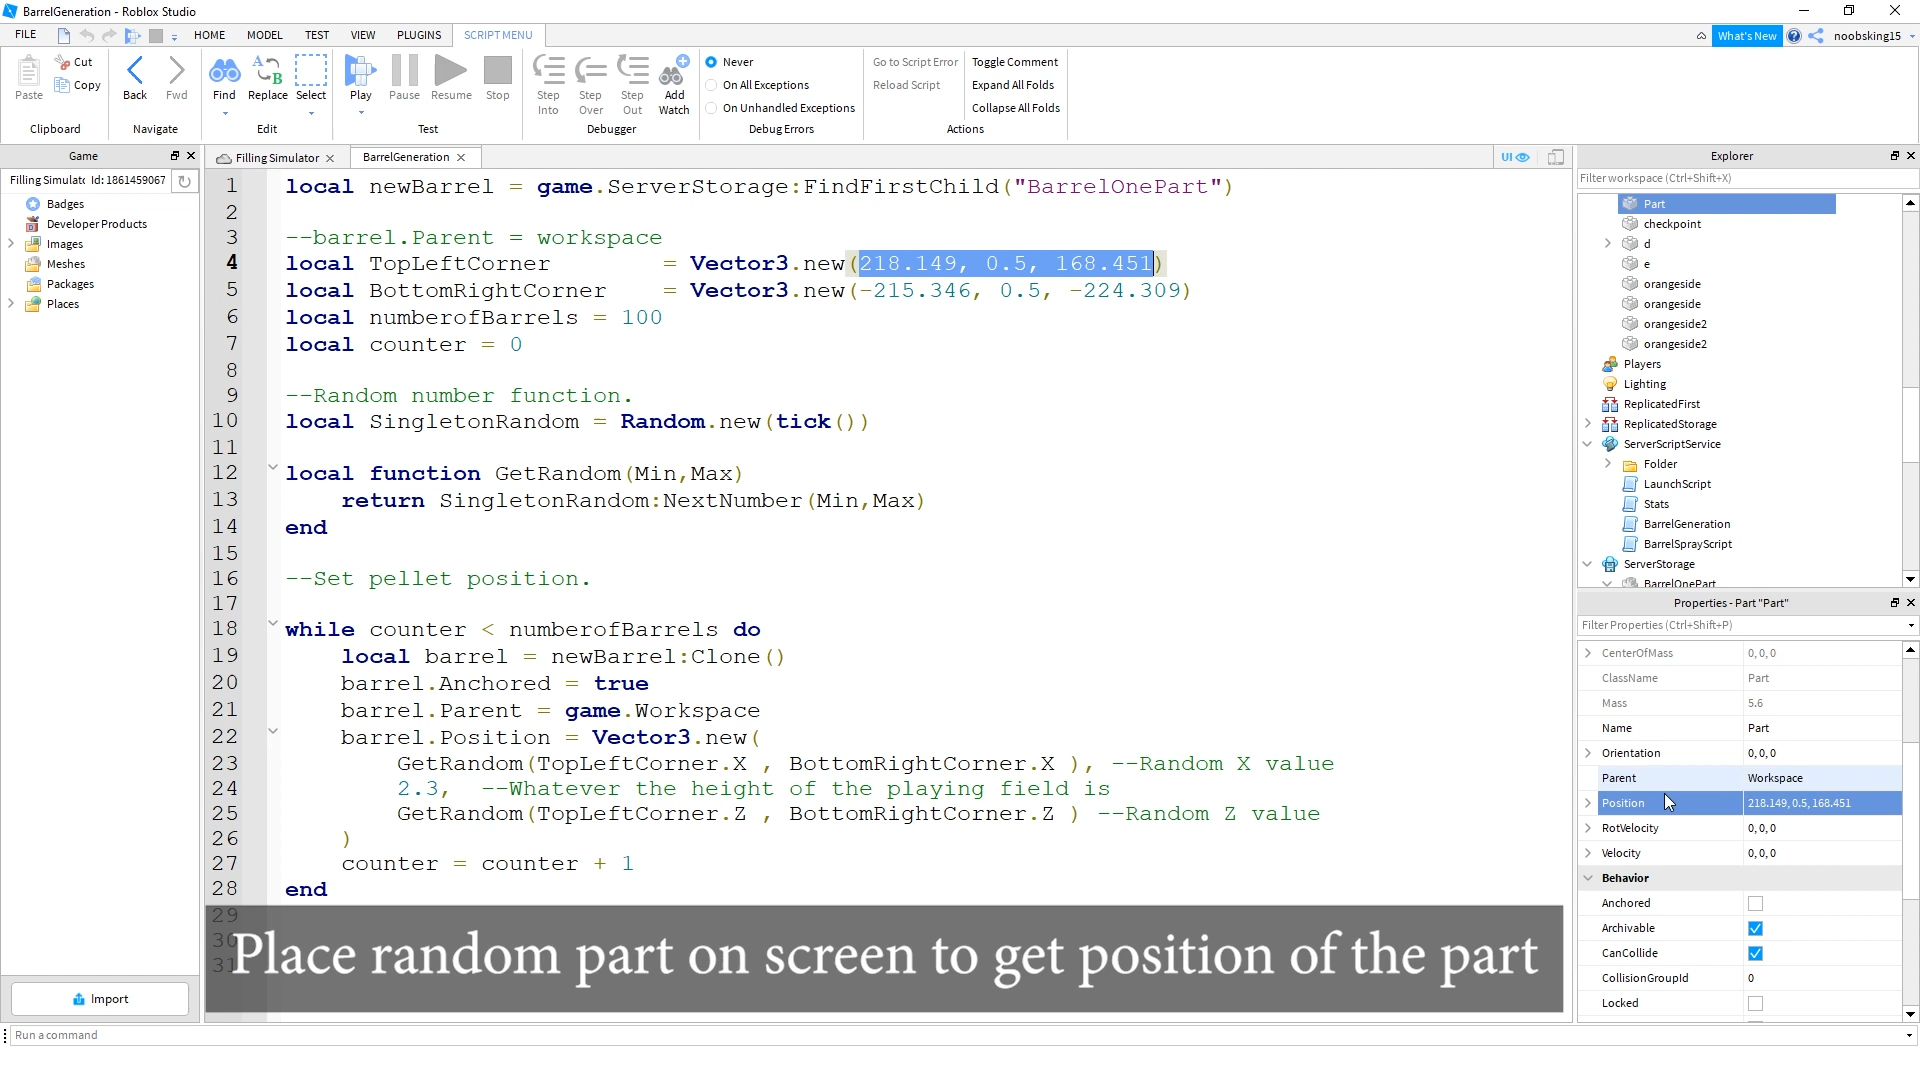 BarrelGeneration - Roblox Studio
FILE
HOME
MODEL
TEST
VIEW
PLUGINS
SCRIPT MENU
What's New
noobsking15
Paste
Cut
Copy
Clipboard
Back
Fwd
Navigate
Find
Replace
Select
Edit
Play
Pause
Resume
Stop
Test
Step Into
Step Over
Step Out
Add Watch
Debugger
Never
On All Exceptions
On Unhandled Exceptions
Debug Errors
Go to Script Error
Reload Script
Toggle Comment
Expand All Folds
Collapse All Folds
Actions
Game
Filling Simulatc Id: 1861459067
Badges
Developer Products
Images
Meshes
Packages
Places
Import
Filling Simulator
BarrelGeneration
UI
1 local newBarrel = game.ServerStorage:FindFirstChild("BarrelOnePart")
2
3 --barrel.Parent = workspace
4 local TopLeftCorner = Vector3.new(218.149, 0.5, 168.451)
5 local BottomRightCorner = Vector3.new(-215.346, 0.5, -224.309)
6 local numberofBarrels = 100
7 local counter = 0
8
9 --Random number function.
10 local SingletonRandom = Random.new(tick())
11
12 local function GetRandom(Min,Max)
13 return SingletonRandom:NextNumber(Min,Max)
14 end
15
16 --Set pellet position.
17
18 while counter < numberofBarrels do
19 local barrel = newBarrel:Clone()
20 barrel.Anchored = true
21 barrel.Parent = game.Workspace
22 barrel.Position = Vector3.new(
23 GetRandom(TopLeftCorner.X , BottomRightCorner.X ), --Random X value
24 2.3, --Whatever the height of the playing field is
25 GetRandom(TopLeftCorner.Z , BottomRightCorner.Z ) --Random Z value
26 )
27 counter = counter + 1
28 end
29
30
31
Place random part on screen to get position of the part
Explorer
Filter workspace (Ctrl+Shift+X)
Part
checkpoint
d
e
orangeside
orangeside
orangeside2
orangeside2
Players
Lighting
ReplicatedFirst
ReplicatedStorage
ServerScriptService
Folder
LaunchScript
Stats
BarrelGeneration
BarrelSprayScript
ServerStorage
BarrelOnePart
Properties - Part "Part"
Filter Properties (Ctrl+Shift+P)
CenterOfMass 0, 0, 0
ClassName Part
Mass 5.6
Name Part
Orientation 0, 0, 0
Parent Workspace
Position 218.149, 0.5, 168.451
RotVelocity 0, 0, 0
Velocity 0, 0, 0
Behavior
Anchored
Archivable
CanCollide
CollisionGroupId 0
Locked
Run a command